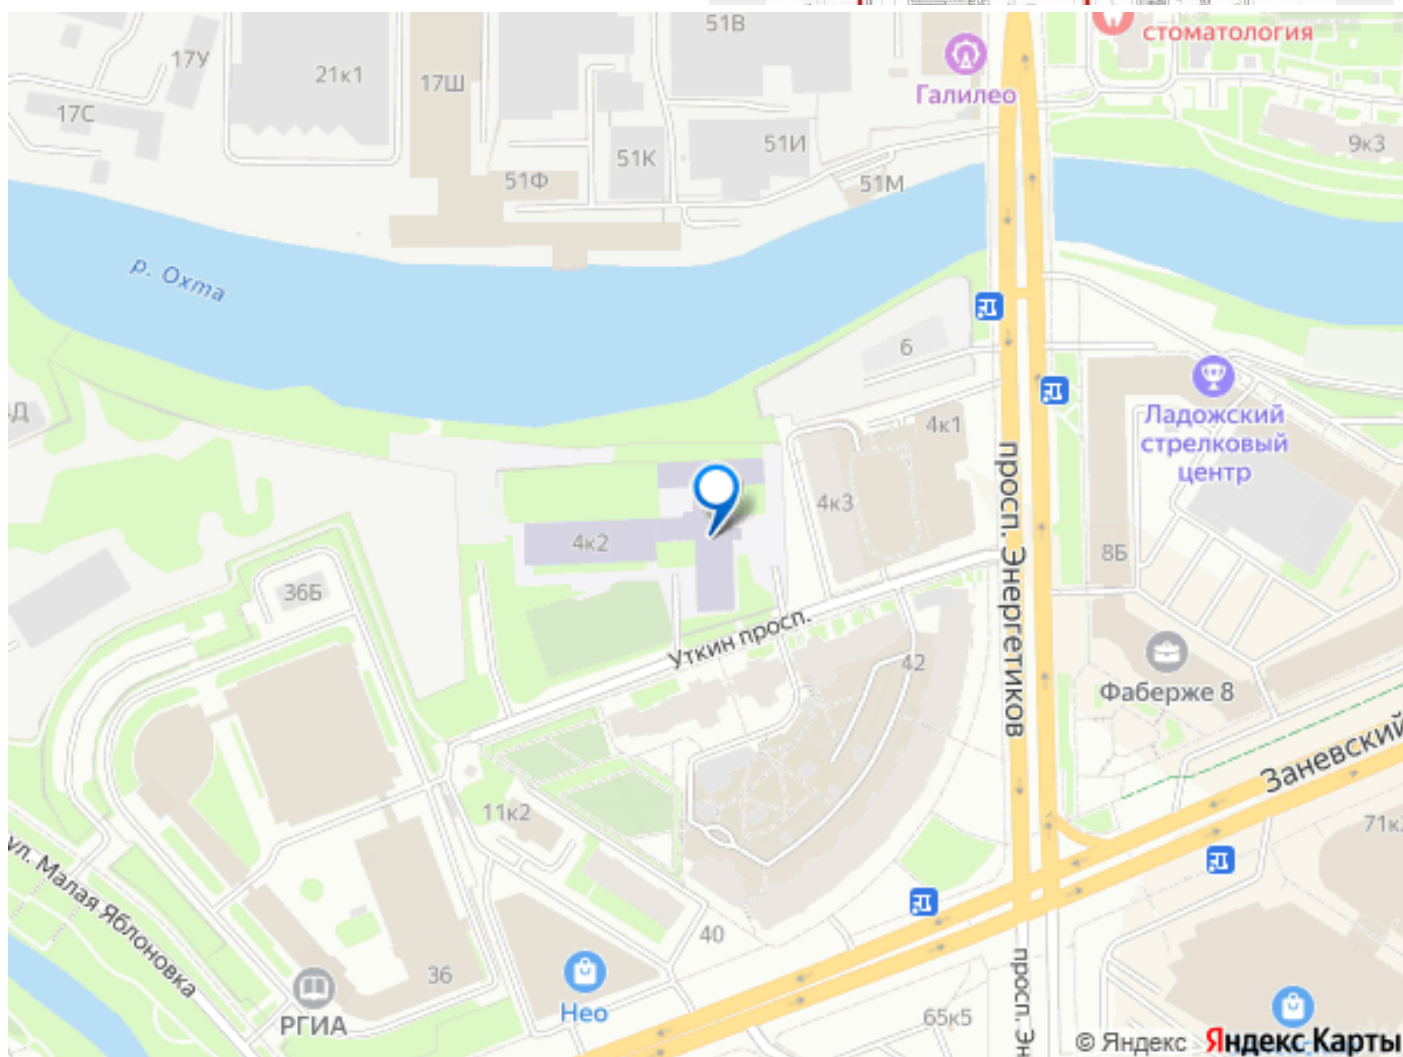 51В
стоматология
17У
21к1
17Ш
Галилео
17С
51И
9к3
51К
51Ф
51М
р. Охта
6
Ладожский
стрелковый
центр
4к1
4к3
просп. Энергетиков
4к2
8Б
36Б
Уткин просп.
42
Фаберже 8
Заневский
11к2
71к
ул. Малая Яблоновка
40
36
Нео
РГИА
65к5
просп. Эн
© Яндекс Яндекс Карты